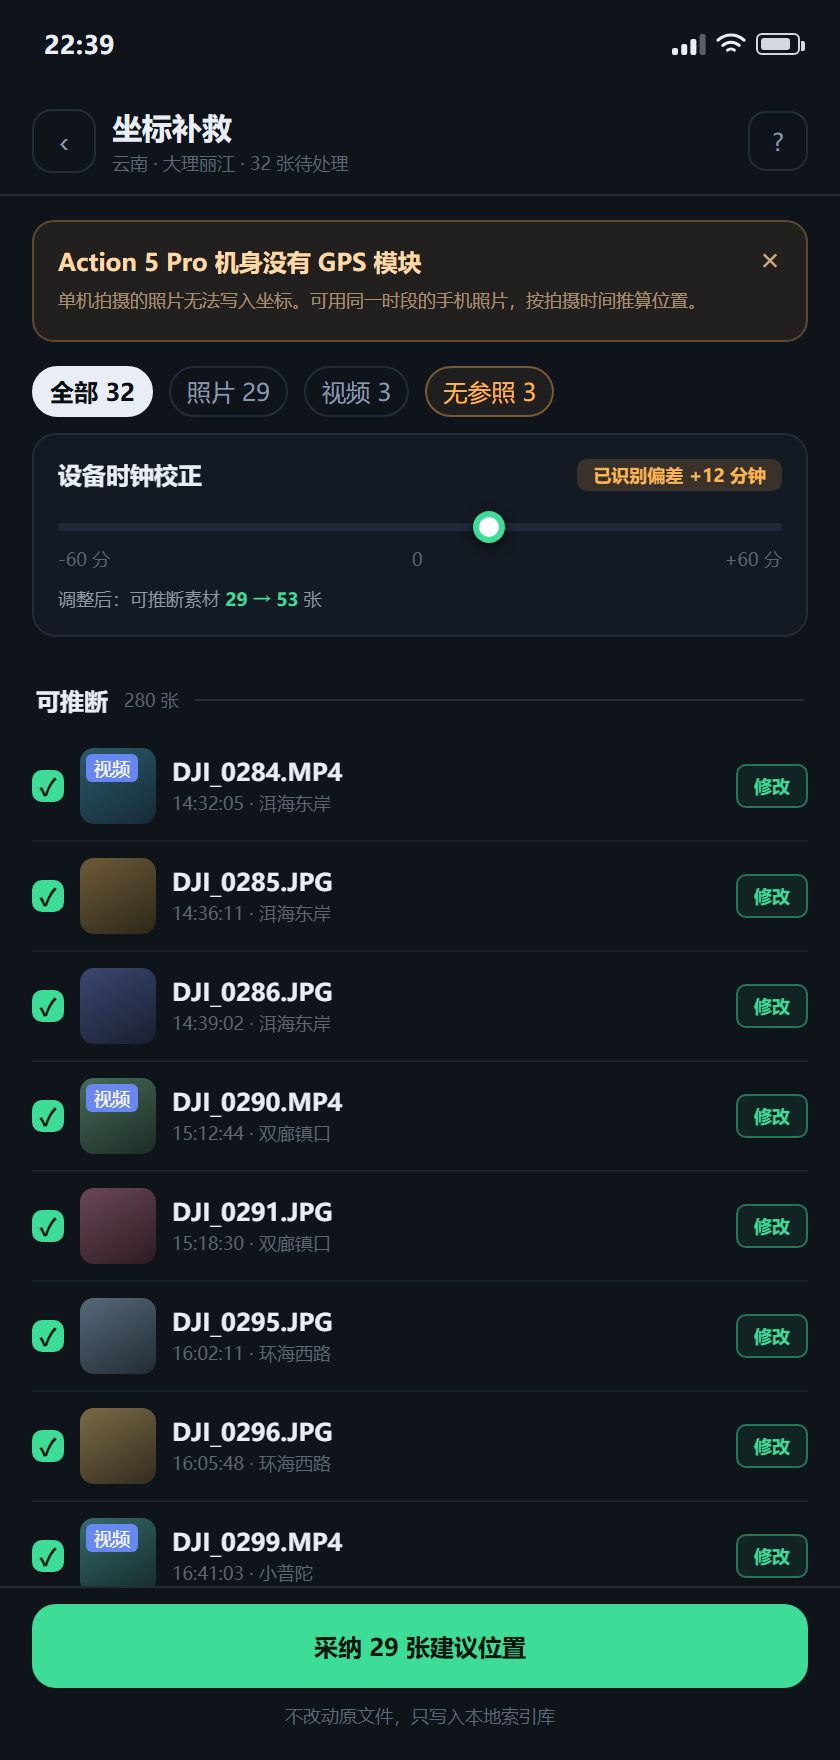 22:39
‹
坐标补救
云南 · 大理丽江 · 32 张待处理
?
Action 5 Pro 机身没有 GPS 模块
✕
单机拍摄的照片无法写入坐标。可用同一时段的手机照片，按拍摄时间推算位置。
全部 32
照片 29
视频 3
无参照 3
设备时钟校正
已识别偏差 +12 分钟
-60 分
0
+60 分
调整后：可推断素材 29 → 53 张
可推断
280 张
视频
DJI_0284.MP4
14:32:05 · 洱海东岸
修改
DJI_0285.JPG
14:36:11 · 洱海东岸
修改
DJI_0286.JPG
14:39:02 · 洱海东岸
修改
视频
DJI_0290.MP4
15:12:44 · 双廊镇口
修改
DJI_0291.JPG
15:18:30 · 双廊镇口
修改
DJI_0295.JPG
16:02:11 · 环海西路
修改
DJI_0296.JPG
16:05:48 · 环海西路
修改
视频
DJI_0299.MP4
16:41:03 · 小普陀
修改
采纳 29 张建议位置
不改动原文件，只写入本地索引库